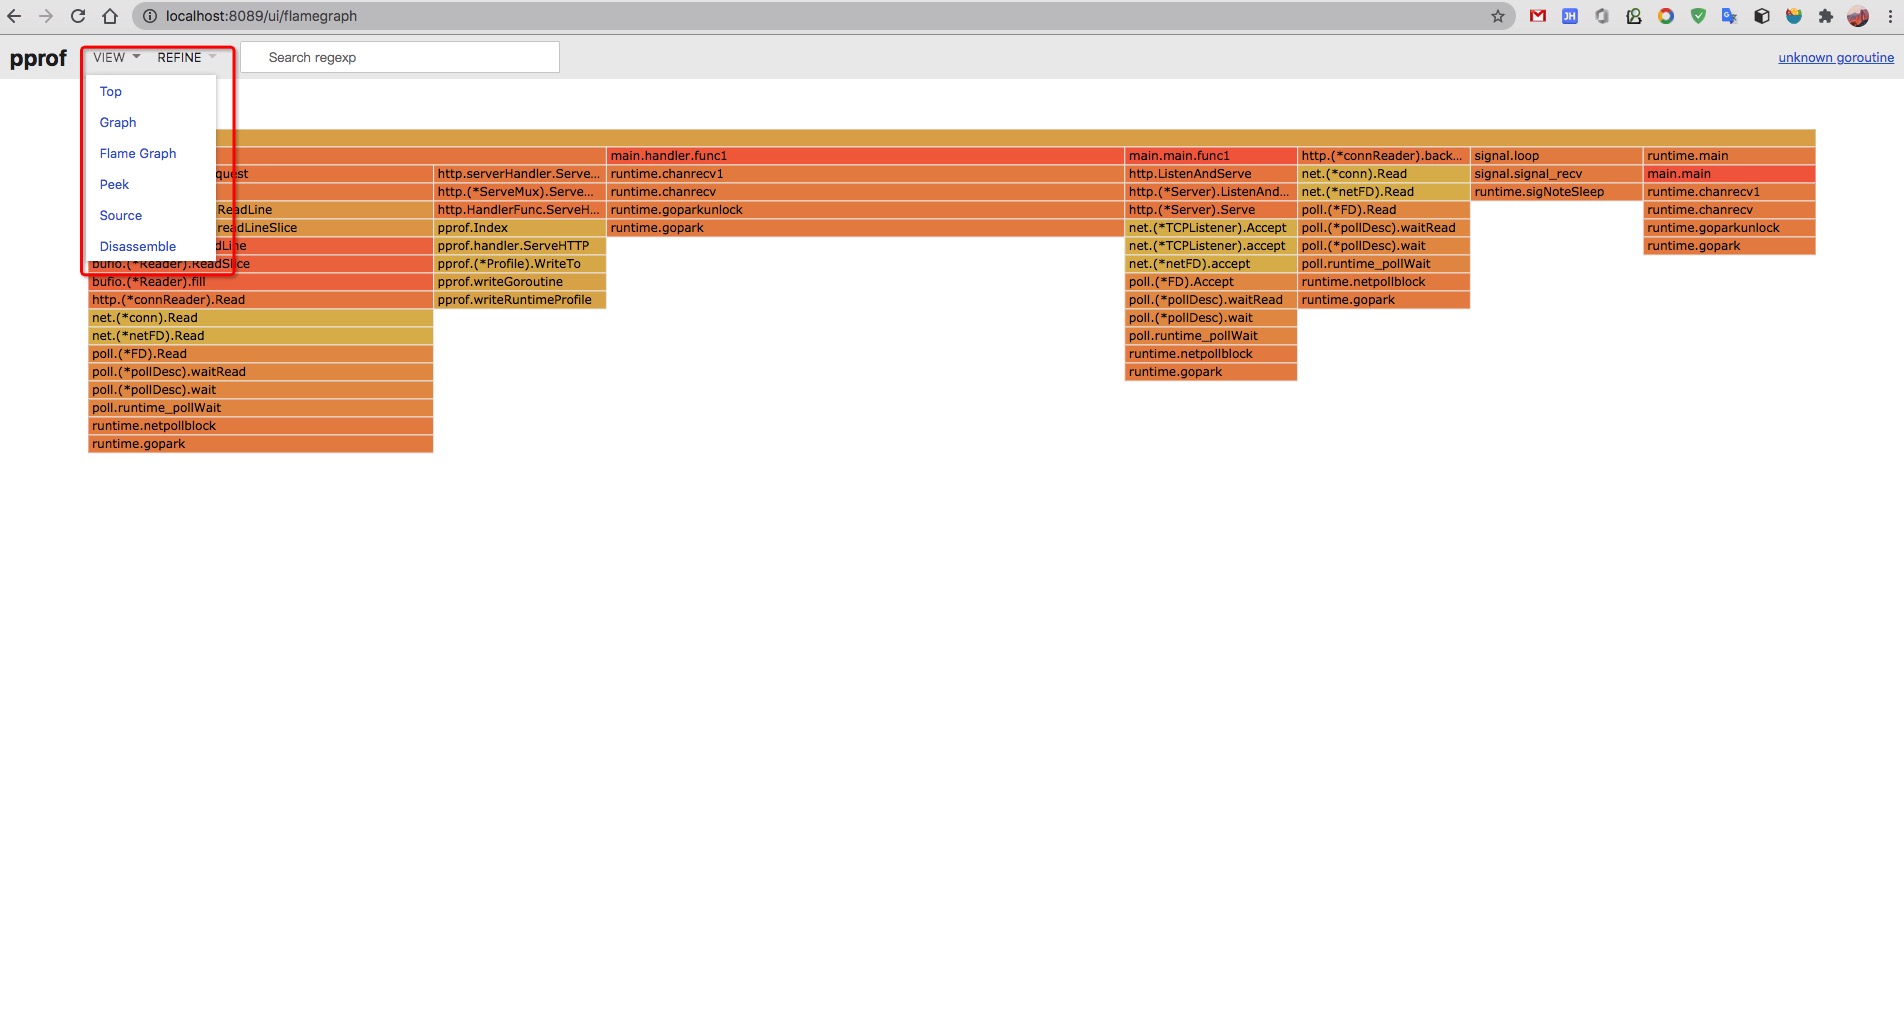 localhost:8089/ui/flamegraph
JH
pprof
VIEW
REFINE
Search regexp
unknown goroutine
Top
Graph
Flame Graph
Peek
Source
Disassemble
quest
ReadLine
readLineSlice
dLine
bufio.(*Reader).ReadSlice
bufio.(*Reader).fill
http.(*connReader).Read
net.(*conn).Read
net.(*netFD).Read
poll.(*FD).Read
poll.(*pollDesc).waitRead
poll.(*pollDesc).wait
poll.runtime_pollWait
runtime.netpollblock
runtime.gopark
http.serverHandler.Serve...
http.(*ServeMux).Serve...
http.HandlerFunc.ServeH...
pprof.Index
pprof.handler.ServeHTTP
pprof.(*Profile).WriteTo
pprof.writeGoroutine
pprof.writeRuntimeProfile
main.handler.func1
runtime.chanrecv1
runtime.chanrecv
runtime.goparkunlock
runtime.gopark
main.main.func1
http.ListenAndServe
http.(*Server).ListenAnd...
http.(*Server).Serve
net.(*TCPListener).Accept
net.(*TCPListener).accept
net.(*netFD).accept
poll.(*FD).Accept
poll.(*pollDesc).waitRead
poll.(*pollDesc).wait
poll.runtime_pollWait
runtime.netpollblock
runtime.gopark
http.(*connReader).back...
net.(*conn).Read
net.(*netFD).Read
poll.(*FD).Read
poll.(*pollDesc).waitRead
poll.(*pollDesc).wait
poll.runtime_pollWait
runtime.netpollblock
runtime.gopark
signal.loop
signal.signal_recv
runtime.sigNoteSleep
runtime.main
main.main
runtime.chanrecv1
runtime.chanrecv
runtime.goparkunlock
runtime.gopark